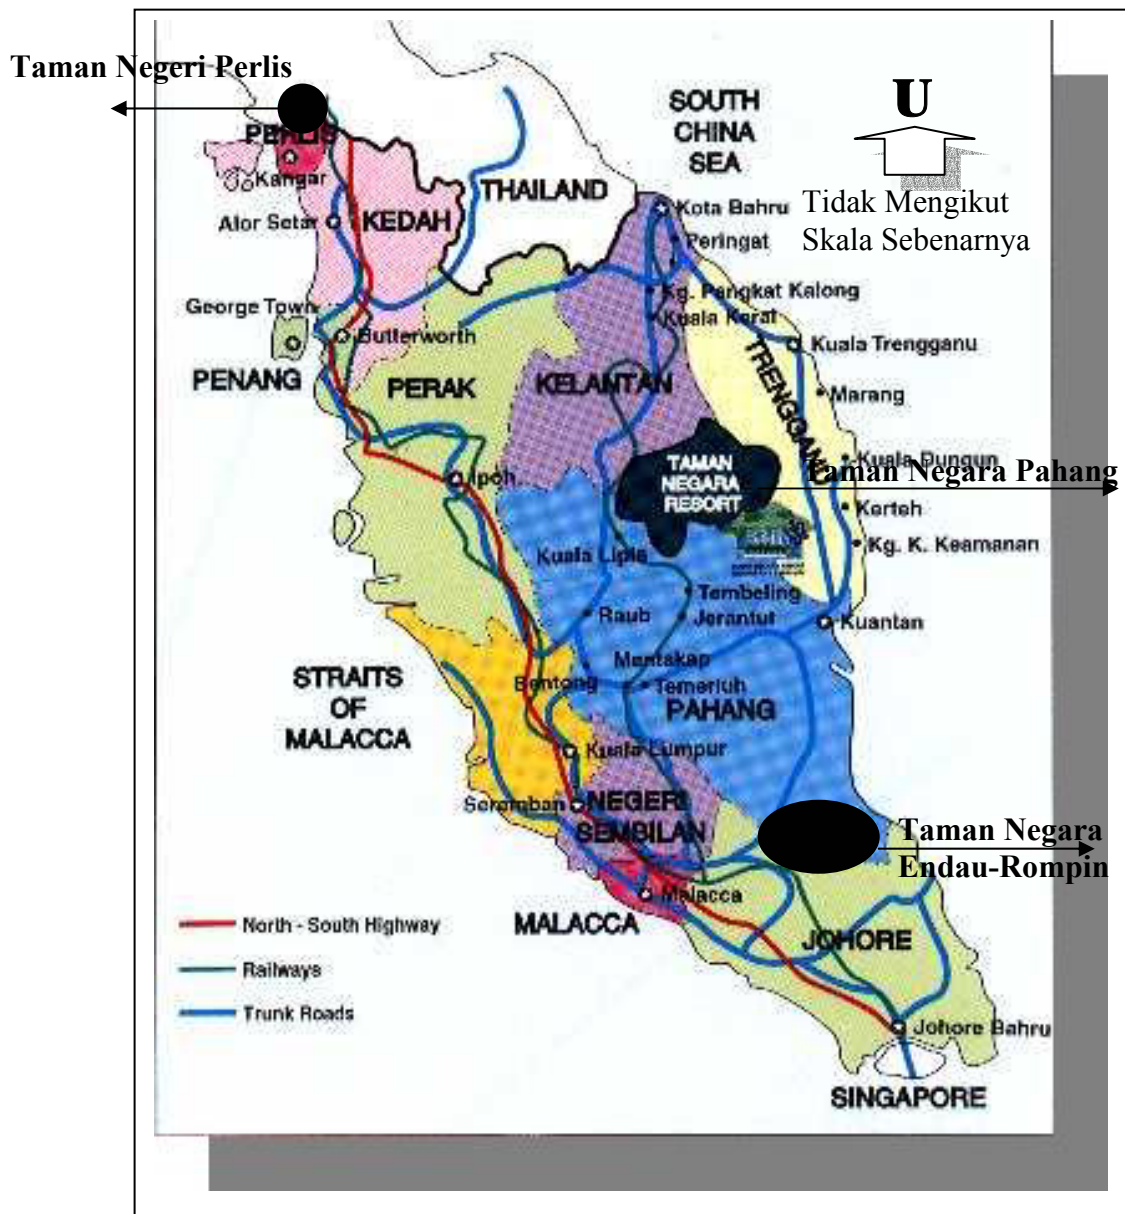 Taman Negeri Perlis
U
SOUTH
CHINA
SEA
Tidak Mengikut
Skala Sebenarnya
PERLIS
Kangar
THAILAND
Alor Setar
KEDAH
Kota Bahru
Peringat
George Town
Kg. Pangkat Kalong
Kuala Karat
Butterworth
Kuala Trengganu
PENANG
PERAK
KELANTAN
TRENGGANU
Marang
Kuala Dungun
Ipoh
TAMAN
NEGARA
RESORT
Taman Negara Pahang
Kerteh
Kg. K. Keamanan
Kuala Lipis
Tembeling
Raub
Jerantut
Kuantan
Mentakap
Bentong
Temerluh
STRAITS
OF
MALACCA
PAHANG
Kuala Lumpur
Seremban
NEGERI
SEMBILAN
Taman Negara
Endau-Rompin
Malacca
MALACCA
JOHORE
North - South Highway
Railways
Trunk Roads
Johore Bahru
SINGAPORE